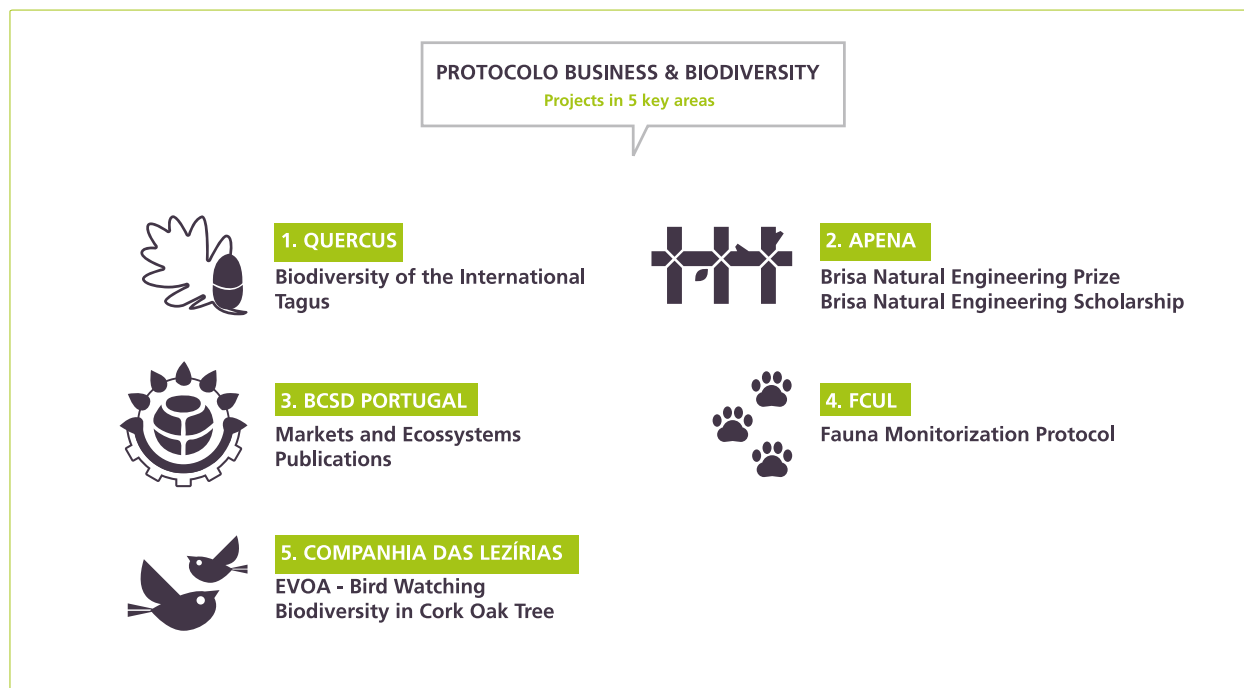 PROTOCOLO BUSINESS & BIODIVERSITY
Projects in 5 key areas
1. QUERCUS
Biodiversity of the International
Tagus
2. APENA
Brisa Natural Engineering Prize
Brisa Natural Engineering Scholarship
3. BCSD PORTUGAL
Markets and Ecossystems
Publications
4. FCUL
Fauna Monitorization Protocol
5. COMPANHIA DAS LEZÍRIAS
EVOA - Bird Watching
Biodiversity in Cork Oak Tree